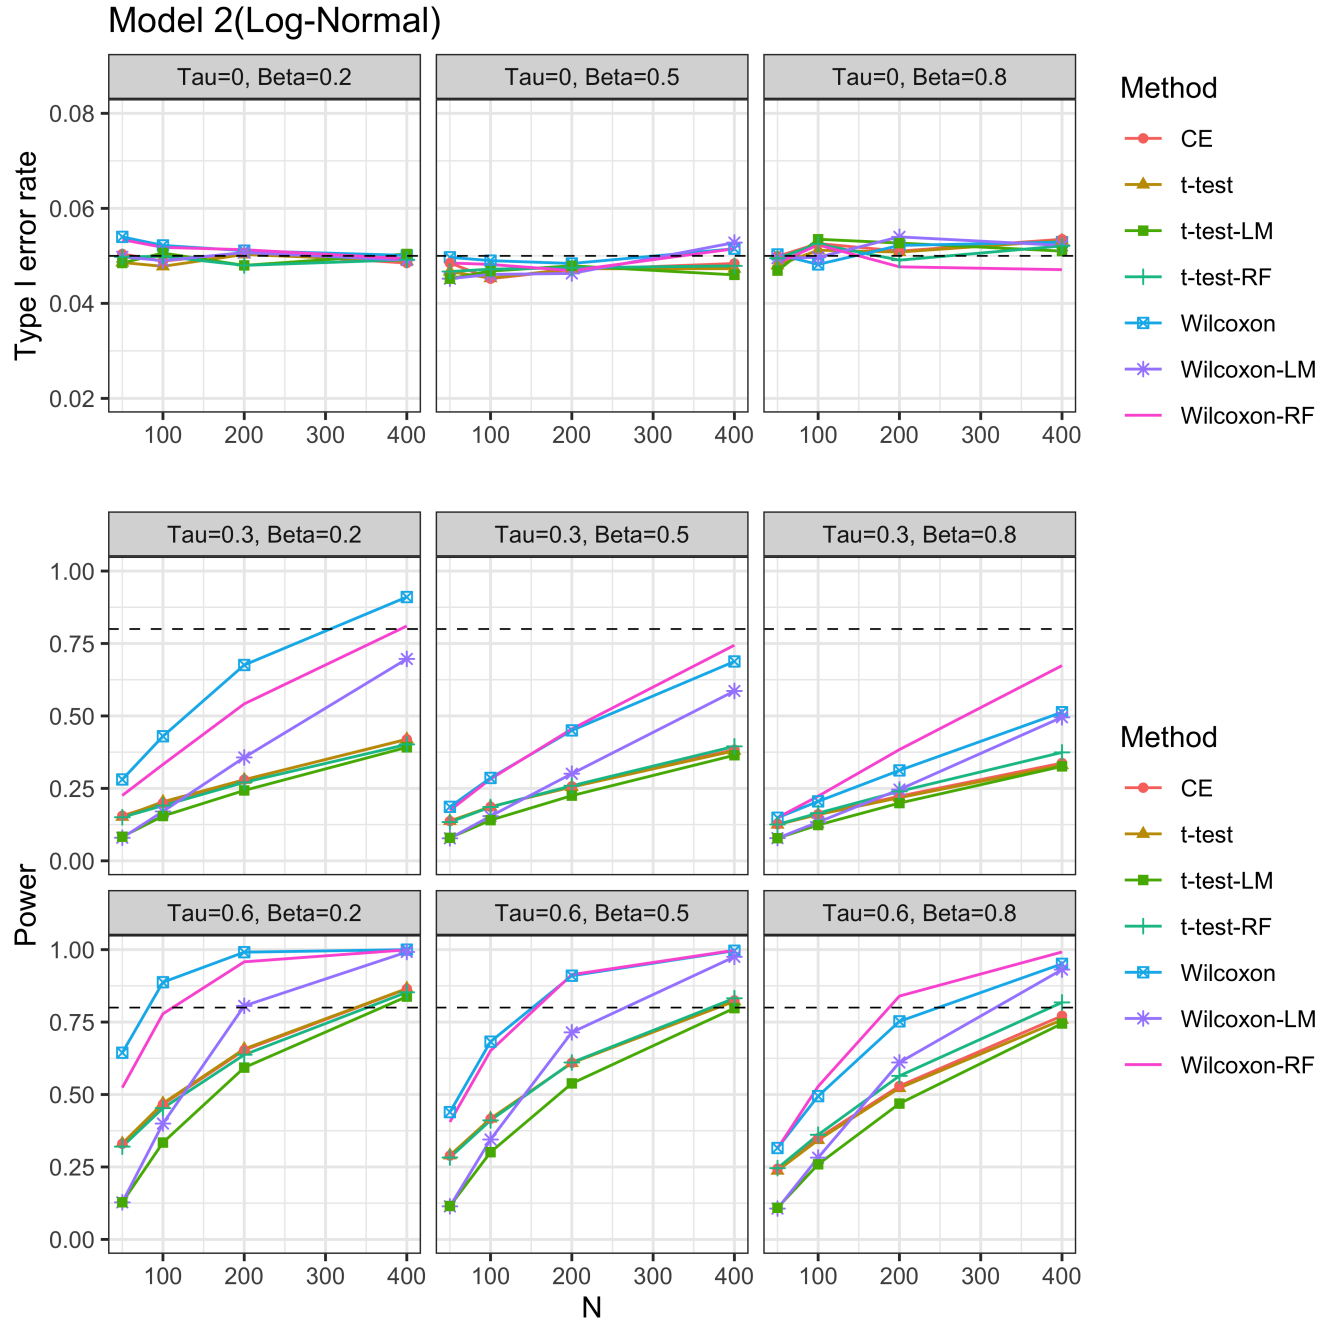 Model 2(Log-Normal)
Tau=0, Beta=0.2
Tau=0, Beta=0.5
Tau=0, Beta=0.8
Type I error rate
0.08
0.06
0.04
0.02
100 200 300 400
100 200 300 400
100 200 300 400
Method
CE
t-test
t-test-LM
t-test-RF
Wilcoxon
Wilcoxon-LM
Wilcoxon-RF
Tau=0.3, Beta=0.2
Tau=0.3, Beta=0.5
Tau=0.3, Beta=0.8
1.00
0.75
0.50
0.25
0.00
Power
Tau=0.6, Beta=0.2
Tau=0.6, Beta=0.5
Tau=0.6, Beta=0.8
1.00
0.75
0.50
0.25
0.00
100 200 300 400
100 200 300 400
100 200 300 400
N
Method
CE
t-test
t-test-LM
t-test-RF
Wilcoxon
Wilcoxon-LM
Wilcoxon-RF